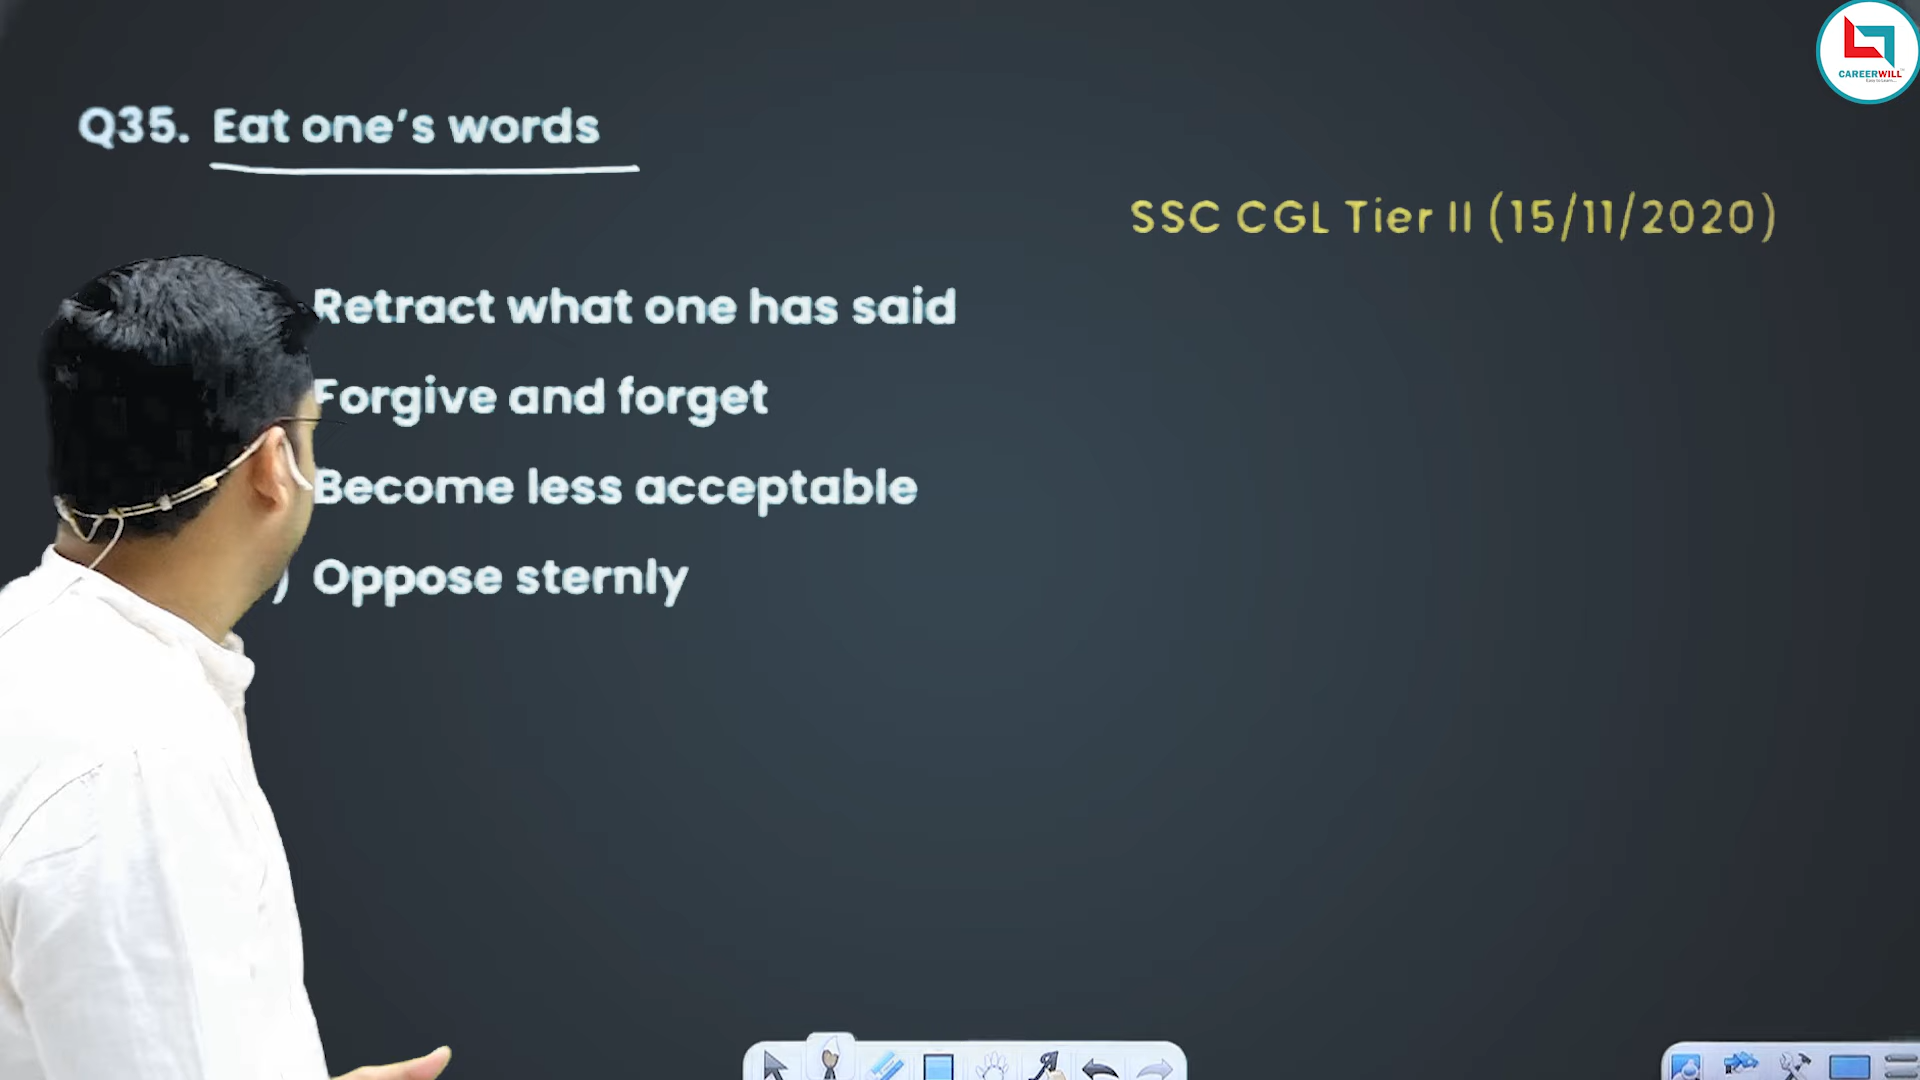 CAREERWILL
Q35. Eat one's words
SSC CGL Tier II (15/11/2020)
Retract what one has said
Forgive and forget
Become less acceptable
) Oppose sternly